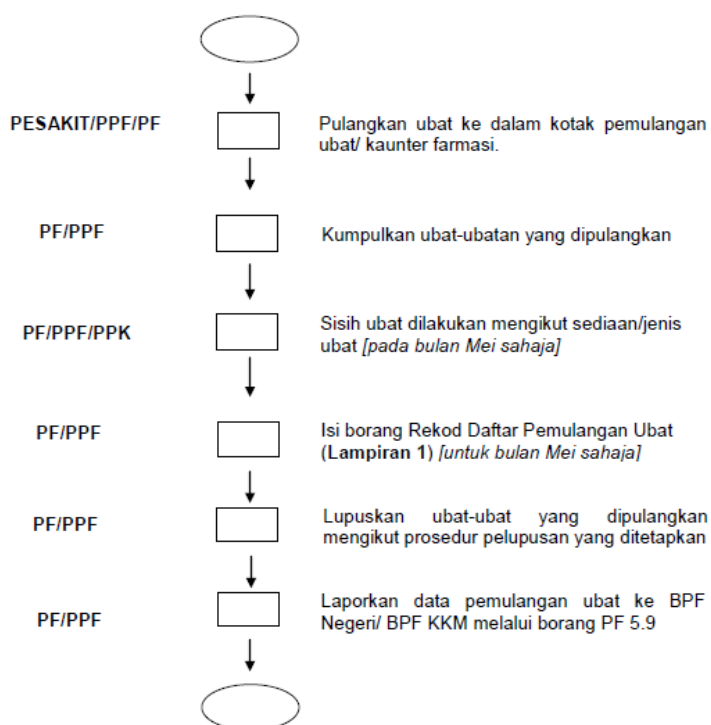 PESAKIT/PPF/PF
Pulangkan ubat ke dalam kotak pemulangan
ubat/ kaunter farmasi.
PF/PPF
Kumpulkan ubat-ubatan yang dipulangkan
PF/PPF/PPK
Sisih ubat dilakukan mengikut sediaan/jenis
ubat [pada bulan Mei sahaja]
PF/PPF
Isi borang Rekod Daftar Pemulangan Ubat
(Lampiran 1) [untuk bulan Mei sahaja]
PF/PPF
Lupuskan ubat-ubat yang dipulangkan
mengikut prosedur pelupusan yang ditetapkan
PF/PPF
Laporkan data pemulangan ubat ke BPF
Negeri/ BPF KKM melalui borang PF 5.9